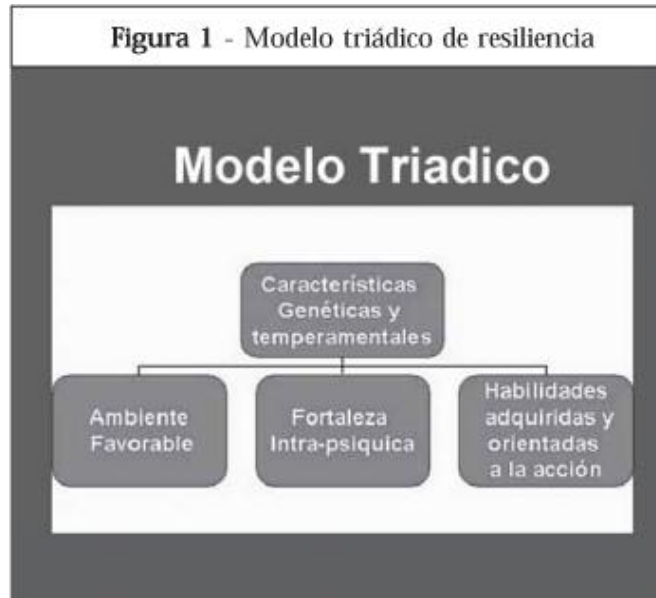 Figura 1 - Modelo triádico de resiliencia
Modelo Triadico
Características
Genéticas y
temperamentales
Ambiente
Favorable
Fortaleza
Intra-psiquica
Habilidades
adquiridas y
orientadas
a la acción